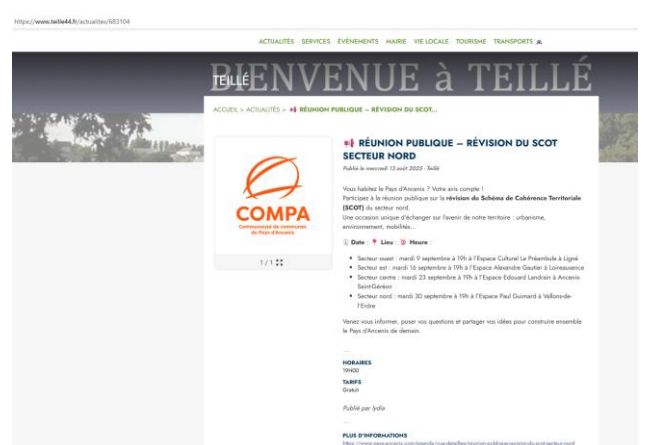 https://www.teille44.fr/actualites/683104
ACTUALITÉS SERVICES ÉVÉNEMENTS MAIRIE VIE LOCALE TOURISME TRANSPORTS
BIENVENUE à TEILLÉ
TEILLÉ
ACCUEIL > ACTUALITÉS > RÉUNION PUBLIQUE – RÉVISION DU SCOT...
COMPA
Communauté de communes
du Pays d'Ancenis
1 / 1
RÉUNION PUBLIQUE – RÉVISION DU SCOT
SECTEUR NORD
Publié le mercredi 13 août 2025 - Teillé
Vous habitez le Pays d'Ancenis ? Votre avis compte !
Participez à la réunion publique sur la révision du Schéma de Cohérence Territoriale
(SCOT) du secteur nord.
Une occasion unique d'échanger sur l'avenir de notre territoire : urbanisme,
environnement, mobilités...
Date : Lieu : Heure :
• Secteur ouest : mardi 9 septembre à 19h à l'Espace Culturel Le Préambule à Ligné
• Secteur est : mardi 16 septembre à 19h à l'Espace Alexandre Gautier à Loireauxence
• Secteur centre : mardi 23 septembre à 19h à l'Espace Edouard Landrain à Ancenis-
Saint-Géréon
• Secteur nord : mardi 30 septembre à 19h à l'Espace Paul Guimard à Vallons-de-
l'Erdre
Venez vous informer, poser vos questions et partager vos idées pour construire ensemble
le Pays d'Ancenis de demain.
HORAIRES
19H00
TARIFS
Gratuit
Publié par lydia
PLUS D'INFORMATIONS